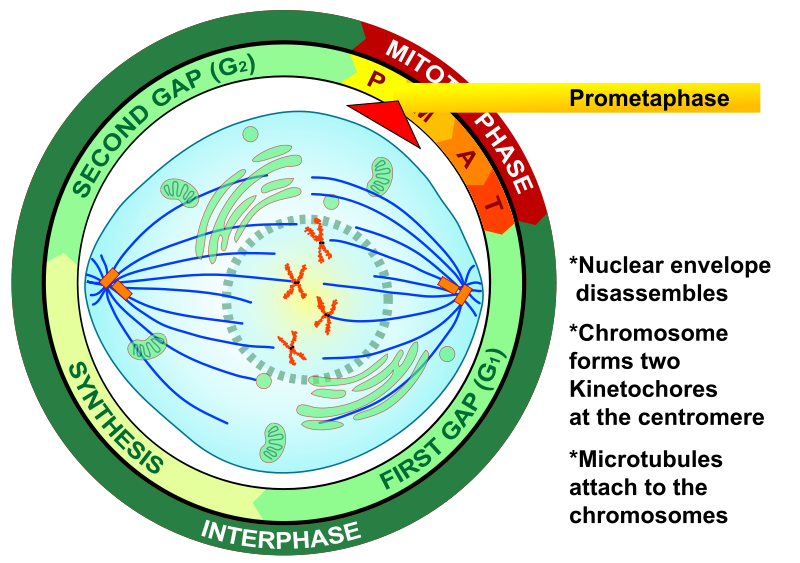 MITOT PHASE
P
M
A
T
SECOND GAP (G₂)
Prometaphase
*Nuclear envelope
disassembles
*Chromosome
forms two
Kinetochores
at the centromere
*Microtubules
attach to the
chromosomes
SYNTHESIS
FIRST GAP (G₁)
INTERPHASE